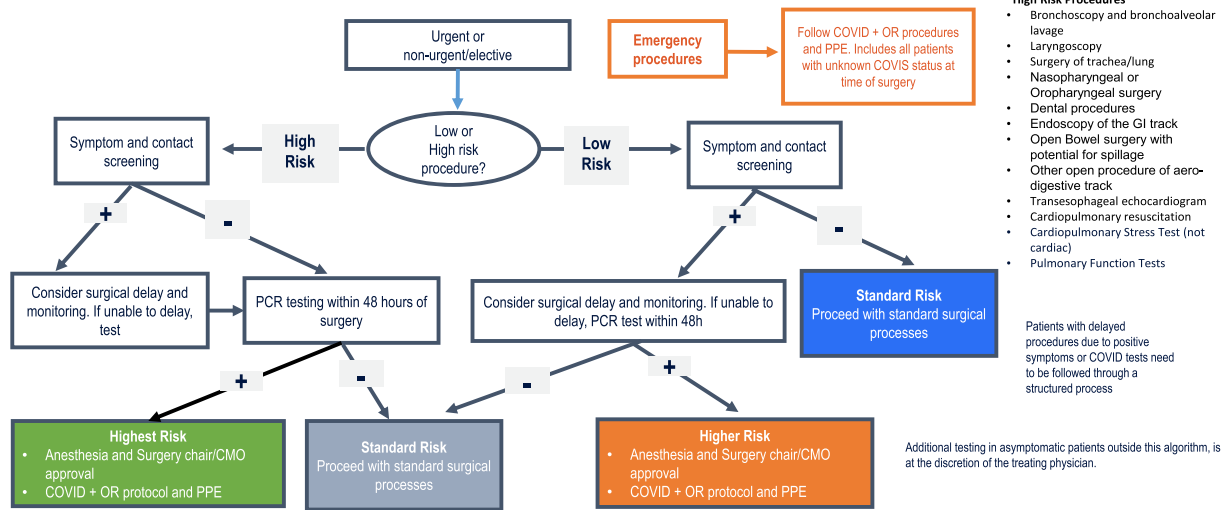 Urgent or
non-urgent/elective
Emergency
procedures
Follow COVID + OR procedures
and PPE. Includes all patients
with unknown COVIS status at
time of surgery
High Risk Procedures
• Bronchoscopy and bronchoalveolar
lavage
• Laryngoscopy
• Surgery of trachea/lung
• Nasopharyngeal or
Oropharyngeal surgery
• Dental procedures
• Endoscopy of the GI track
• Open Bowel surgery with
potential for spillage
• Other open procedure of aero-
digestive track
• Transesophageal echocardiogram
• Cardiopulmonary resuscitation
• Cardiopulmonary Stress Test (not
cardiac)
• Pulmonary Function Tests
Symptom and contact
screening
High
Risk
Low or
High risk
procedure?
Low
Risk
Symptom and contact
screening
+
-
+
-
Consider surgical delay and
monitoring. If unable to delay,
test
PCR testing within 48 hours of
surgery
Consider surgical delay and monitoring. If unable to
delay, PCR test within 48h
Standard Risk
Proceed with standard surgical
processes
Patients with delayed
procedures due to positive
symptoms or COVID tests need
to be followed through a
structured process
+
-
-
+
Highest Risk
• Anesthesia and Surgery chair/CMO
approval
• COVID + OR protocol and PPE
Standard Risk
Proceed with standard surgical
processes
Higher Risk
• Anesthesia and Surgery chair/CMO
approval
• COVID + OR protocol and PPE
Additional testing in asymptomatic patients outside this algorithm, is
at the discretion of the treating physician.